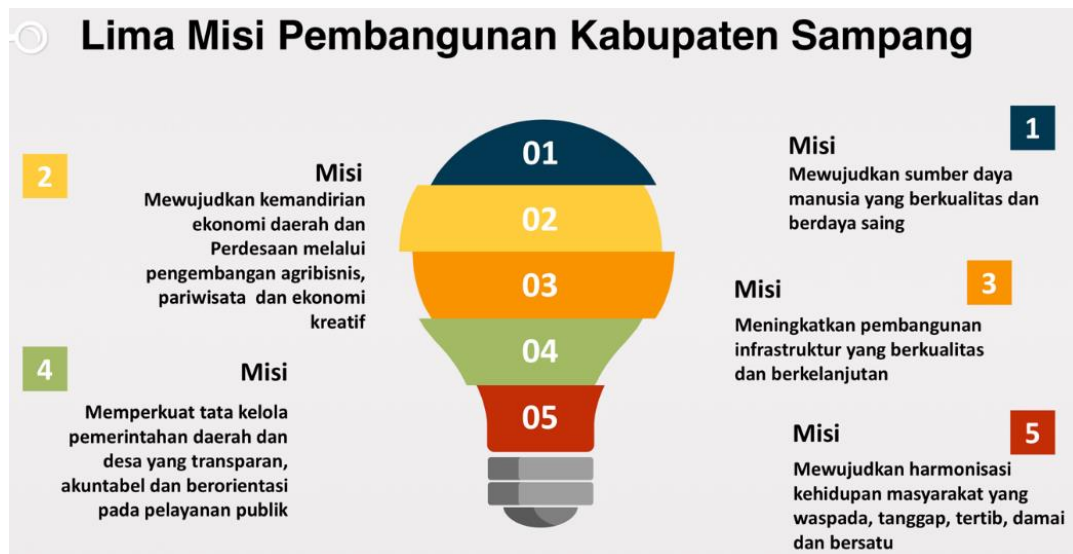 Lima Misi Pembangunan Kabupaten Sampang
01
02
03
04
05
1
Misi
Mewujudkan sumber daya
manusia yang berkualitas dan
berdaya saing
2
Misi
Mewujudkan kemandirian
ekonomi daerah dan
Perdesaan melalui
pengembangan agribisnis,
pariwisata dan ekonomi
kreatif
3
Misi
Meningkatkan pembangunan
infrastruktur yang berkualitas
dan berkelanjutan
4
Misi
Memperkuat tata kelola
pemerintahan daerah dan
desa yang transparan,
akuntabel dan berorientasi
pada pelayanan publik
5
Misi
Mewujudkan harmonisasi
kehidupan masyarakat yang
waspada, tanggap, tertib, damai
dan bersatu